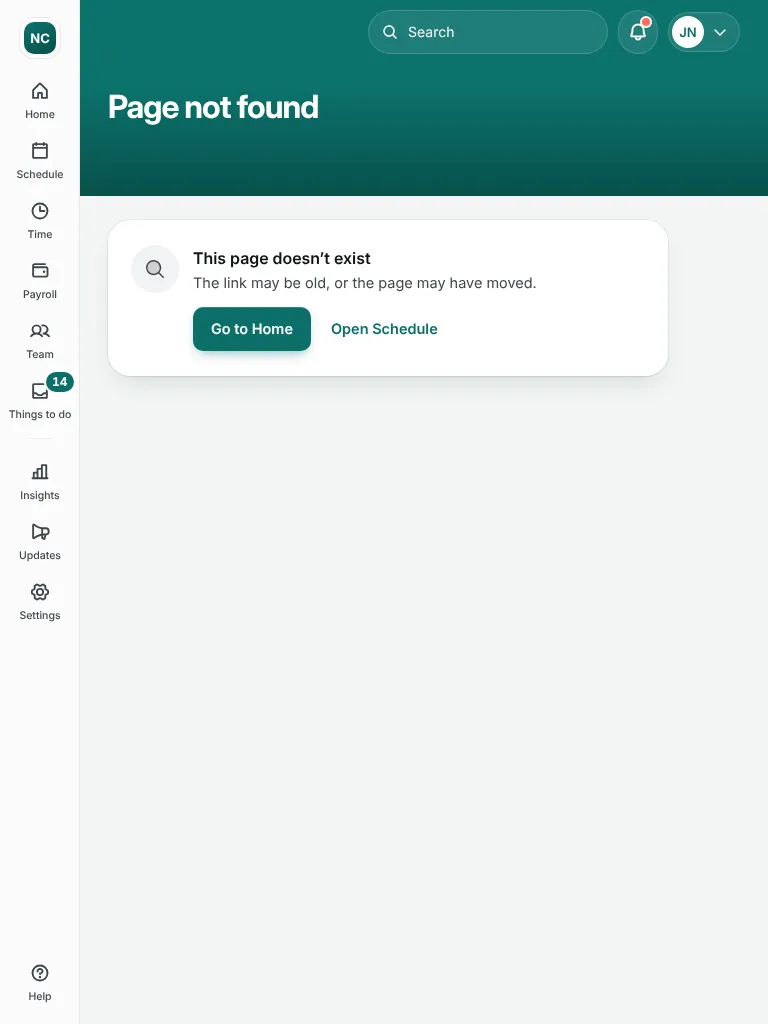 NC
Search
JN
Home
Schedule
Time
Payroll
Team
14
Things to do
Insights
Updates
Settings
Help
Page not found
This page doesn’t exist
The link may be old, or the page may have moved.
Go to Home
Open Schedule